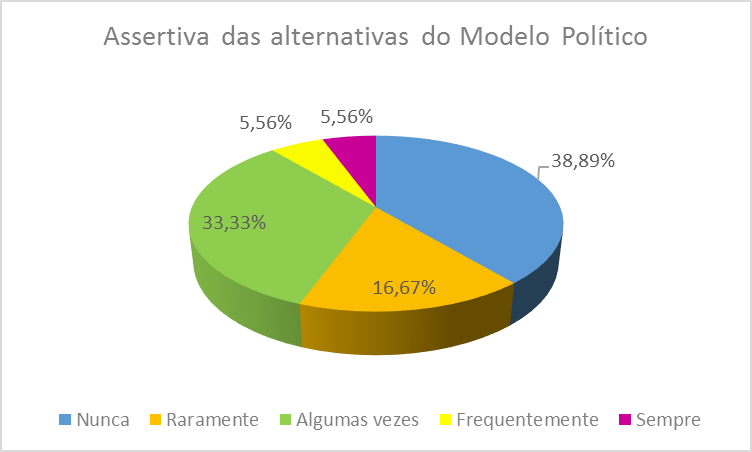 Assertiva das alternativas do Modelo Político
5,56%
5,56%
38,89%
33,33%
16,67%
Nunca Raramente Algumas vezes Frequentemente Sempre